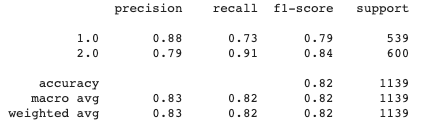 precision recall f1-score support
1.0 0.88 0.73 0.79 539
2.0 0.79 0.91 0.84 600
accuracy 0.82 1139
macro avg 0.83 0.82 0.82 1139
weighted avg 0.83 0.82 0.82 1139